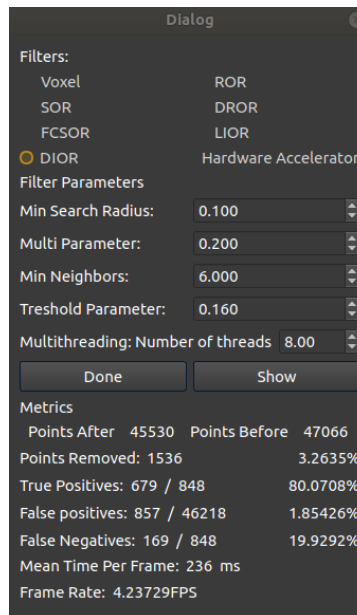 Dialog
Filters:
Voxel ROR
SOR DROR
FCSOR LIOR
DIOR Hardware Accelerator
Filter Parameters
Min Search Radius: 0.100
Multi Parameter: 0.200
Min Neighbors: 6.000
Treshold Parameter: 0.160
Multithreading: Number of threads 8.00
Done Show
Metrics
Points After 45530 Points Before 47066
Points Removed: 1536 3.2635%
True Positives: 679 / 848 80.0708%
False positives: 857 / 46218 1.85426%
False Negatives: 169 / 848 19.9292%
Mean Time Per Frame: 236 ms
Frame Rate: 4.23729FPS